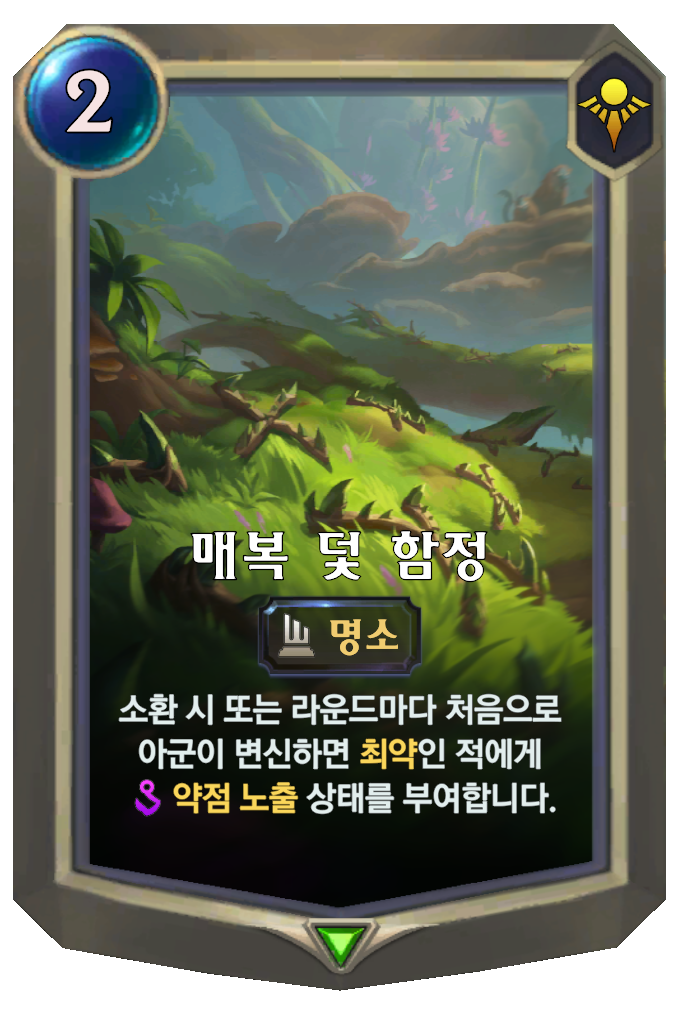 2
매복 덫 함정
명소
소환 시 또는 라운드마다 처음으로
아군이 변신하면 최약인 적에게
약점 노출 상태를 부여합니다.